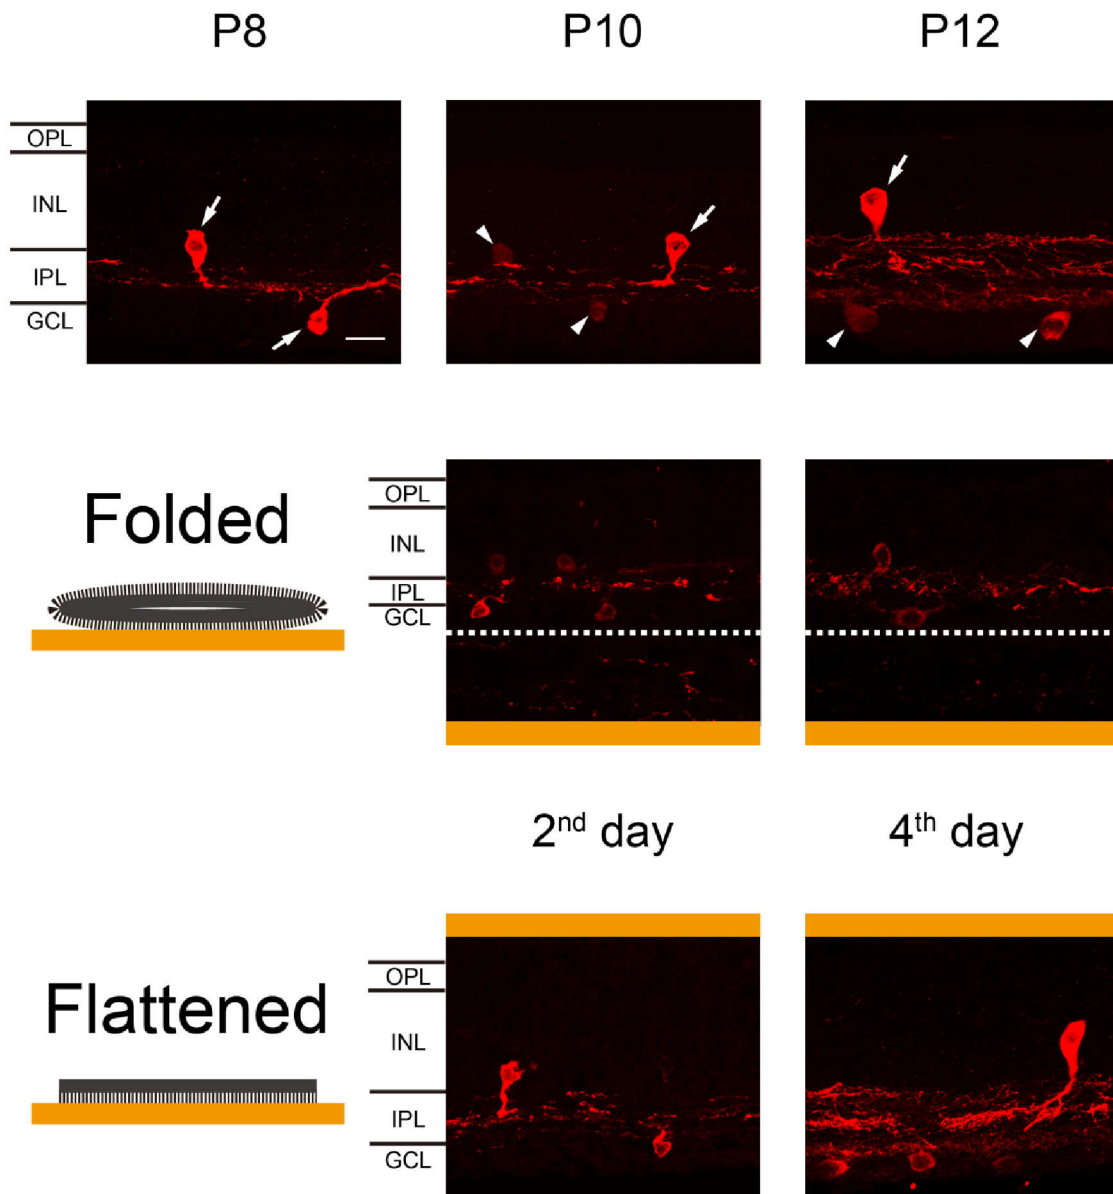 P8 P10 P12
OPL
INL
IPL
GCL
Folded
OPL
INL
IPL
GCL
2nd day 4th day
Flattened
OPL
INL
IPL
GCL